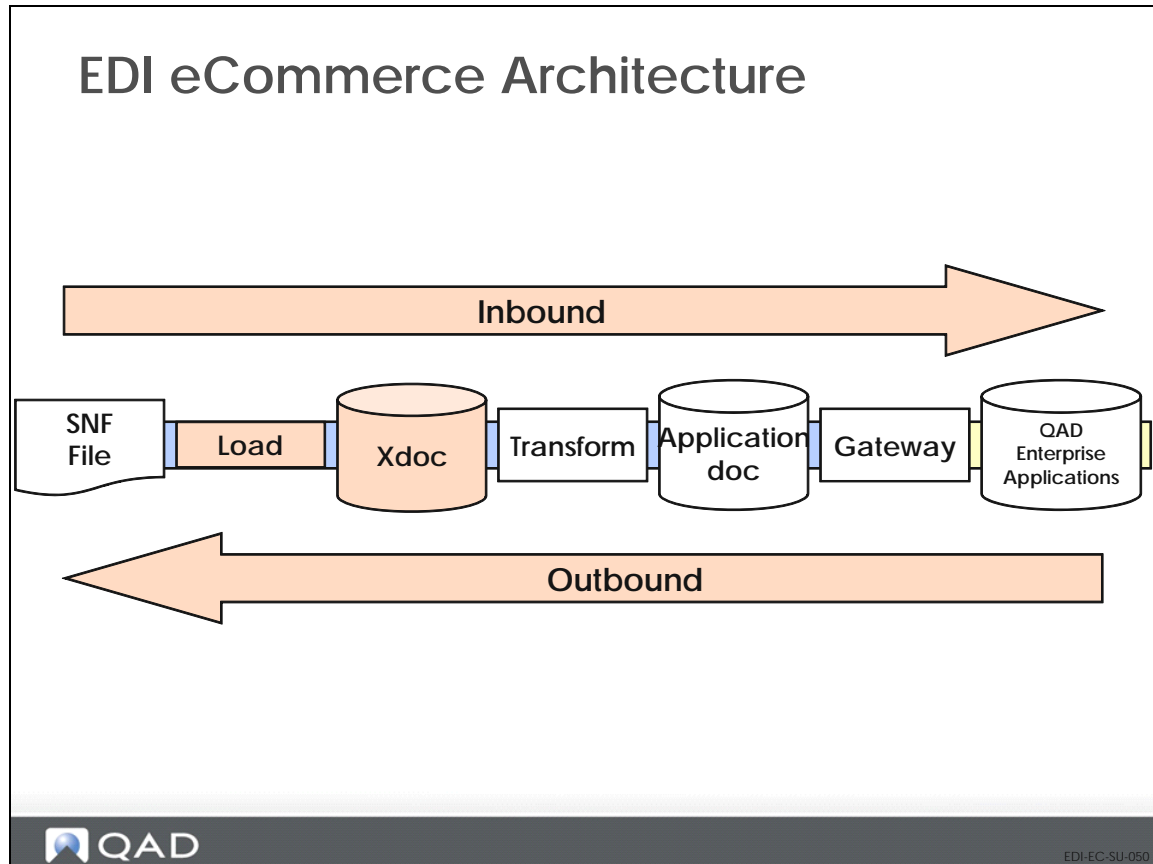 EDI eCommerce Architecture
Inbound
SNF
File
Load
Xdoc
Transform
Application
doc
Gateway
QAD
Enterprise
Applications
Outbound
QAD
EDI-EC-SU-050